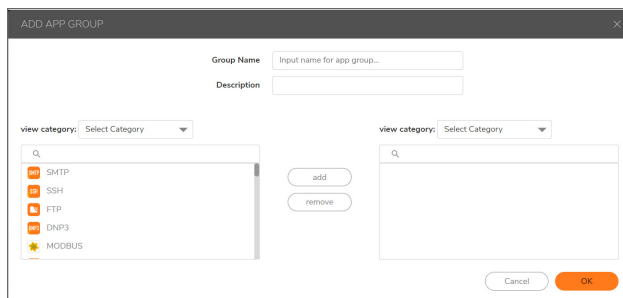 ADD APP GROUP
Group Name Input name for app group...
Description
view category: Select Category
view category: Select Category
SMTP SMTP
SSH SSH
FTP
DNP3 DNP3
MODBUS
add
remove
Cancel OK